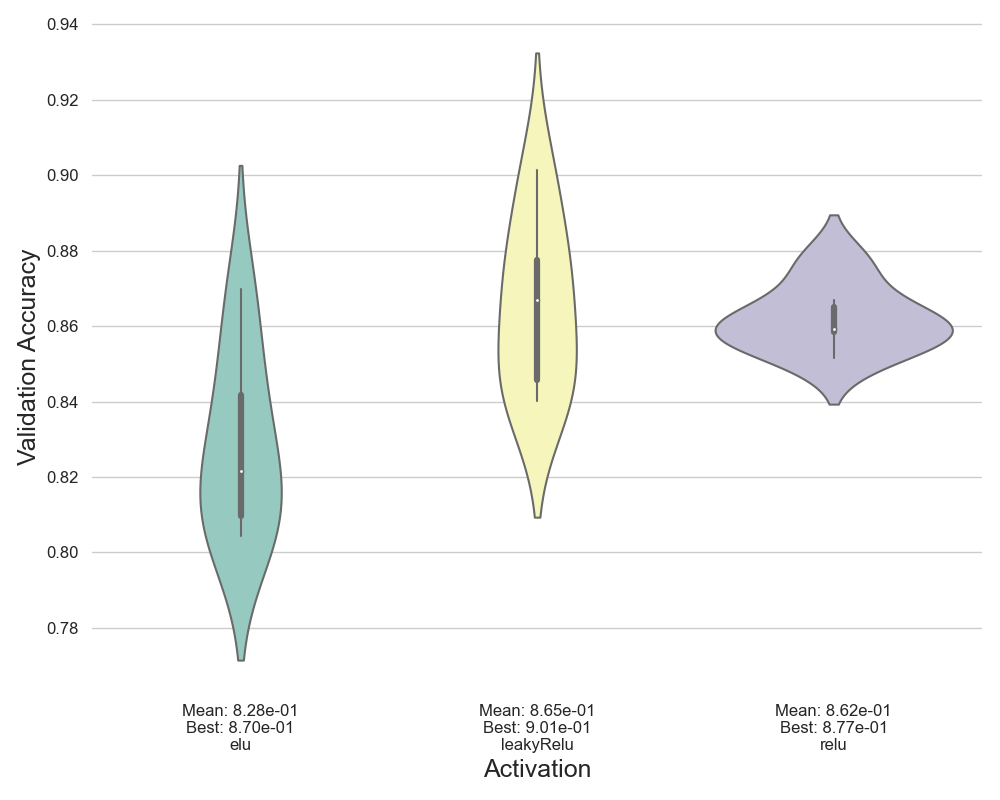 0.94
0.92
0.90
0.88
0.86
0.84
0.82
0.80
0.78
Validation Accuracy
Mean: 8.28e-01
Best: 8.70e-01
elu
Mean: 8.65e-01
Best: 9.01e-01
leakyRelu
Mean: 8.62e-01
Best: 8.77e-01
relu
Activation